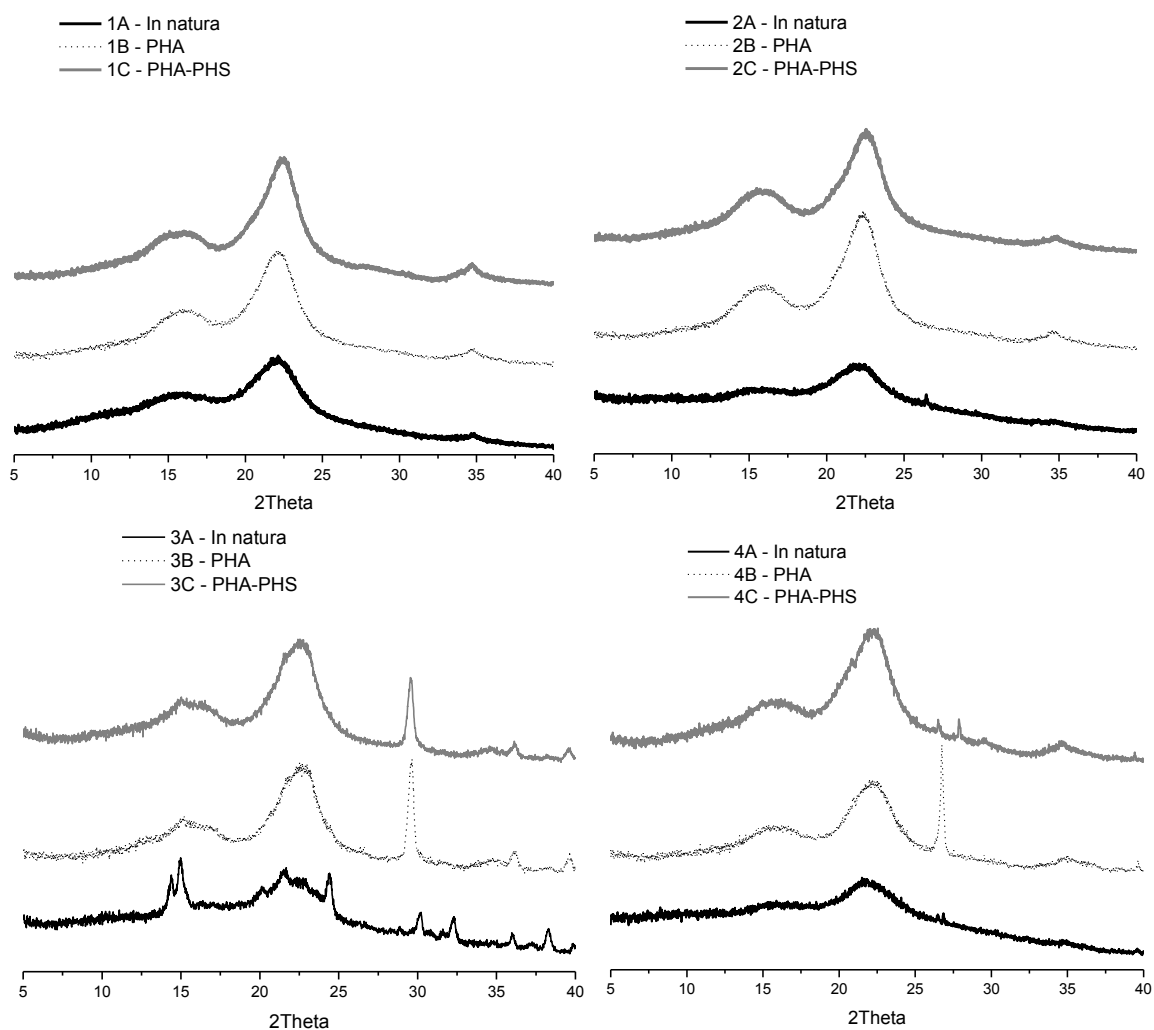 1A - In natura
1B - PHA
1C - PHA-PHS
5 10 15 20 25 30 35 40
2Theta
2A - In natura
2B - PHA
2C - PHA-PHS
5 10 15 20 25 30 35 40
2Theta
3A - In natura
3B - PHA
3C - PHA-PHS
5 10 15 20 25 30 35 40
2Theta
4A - In natura
4B - PHA
4C - PHA-PHS
5 10 15 20 25 30 35 40
2Theta